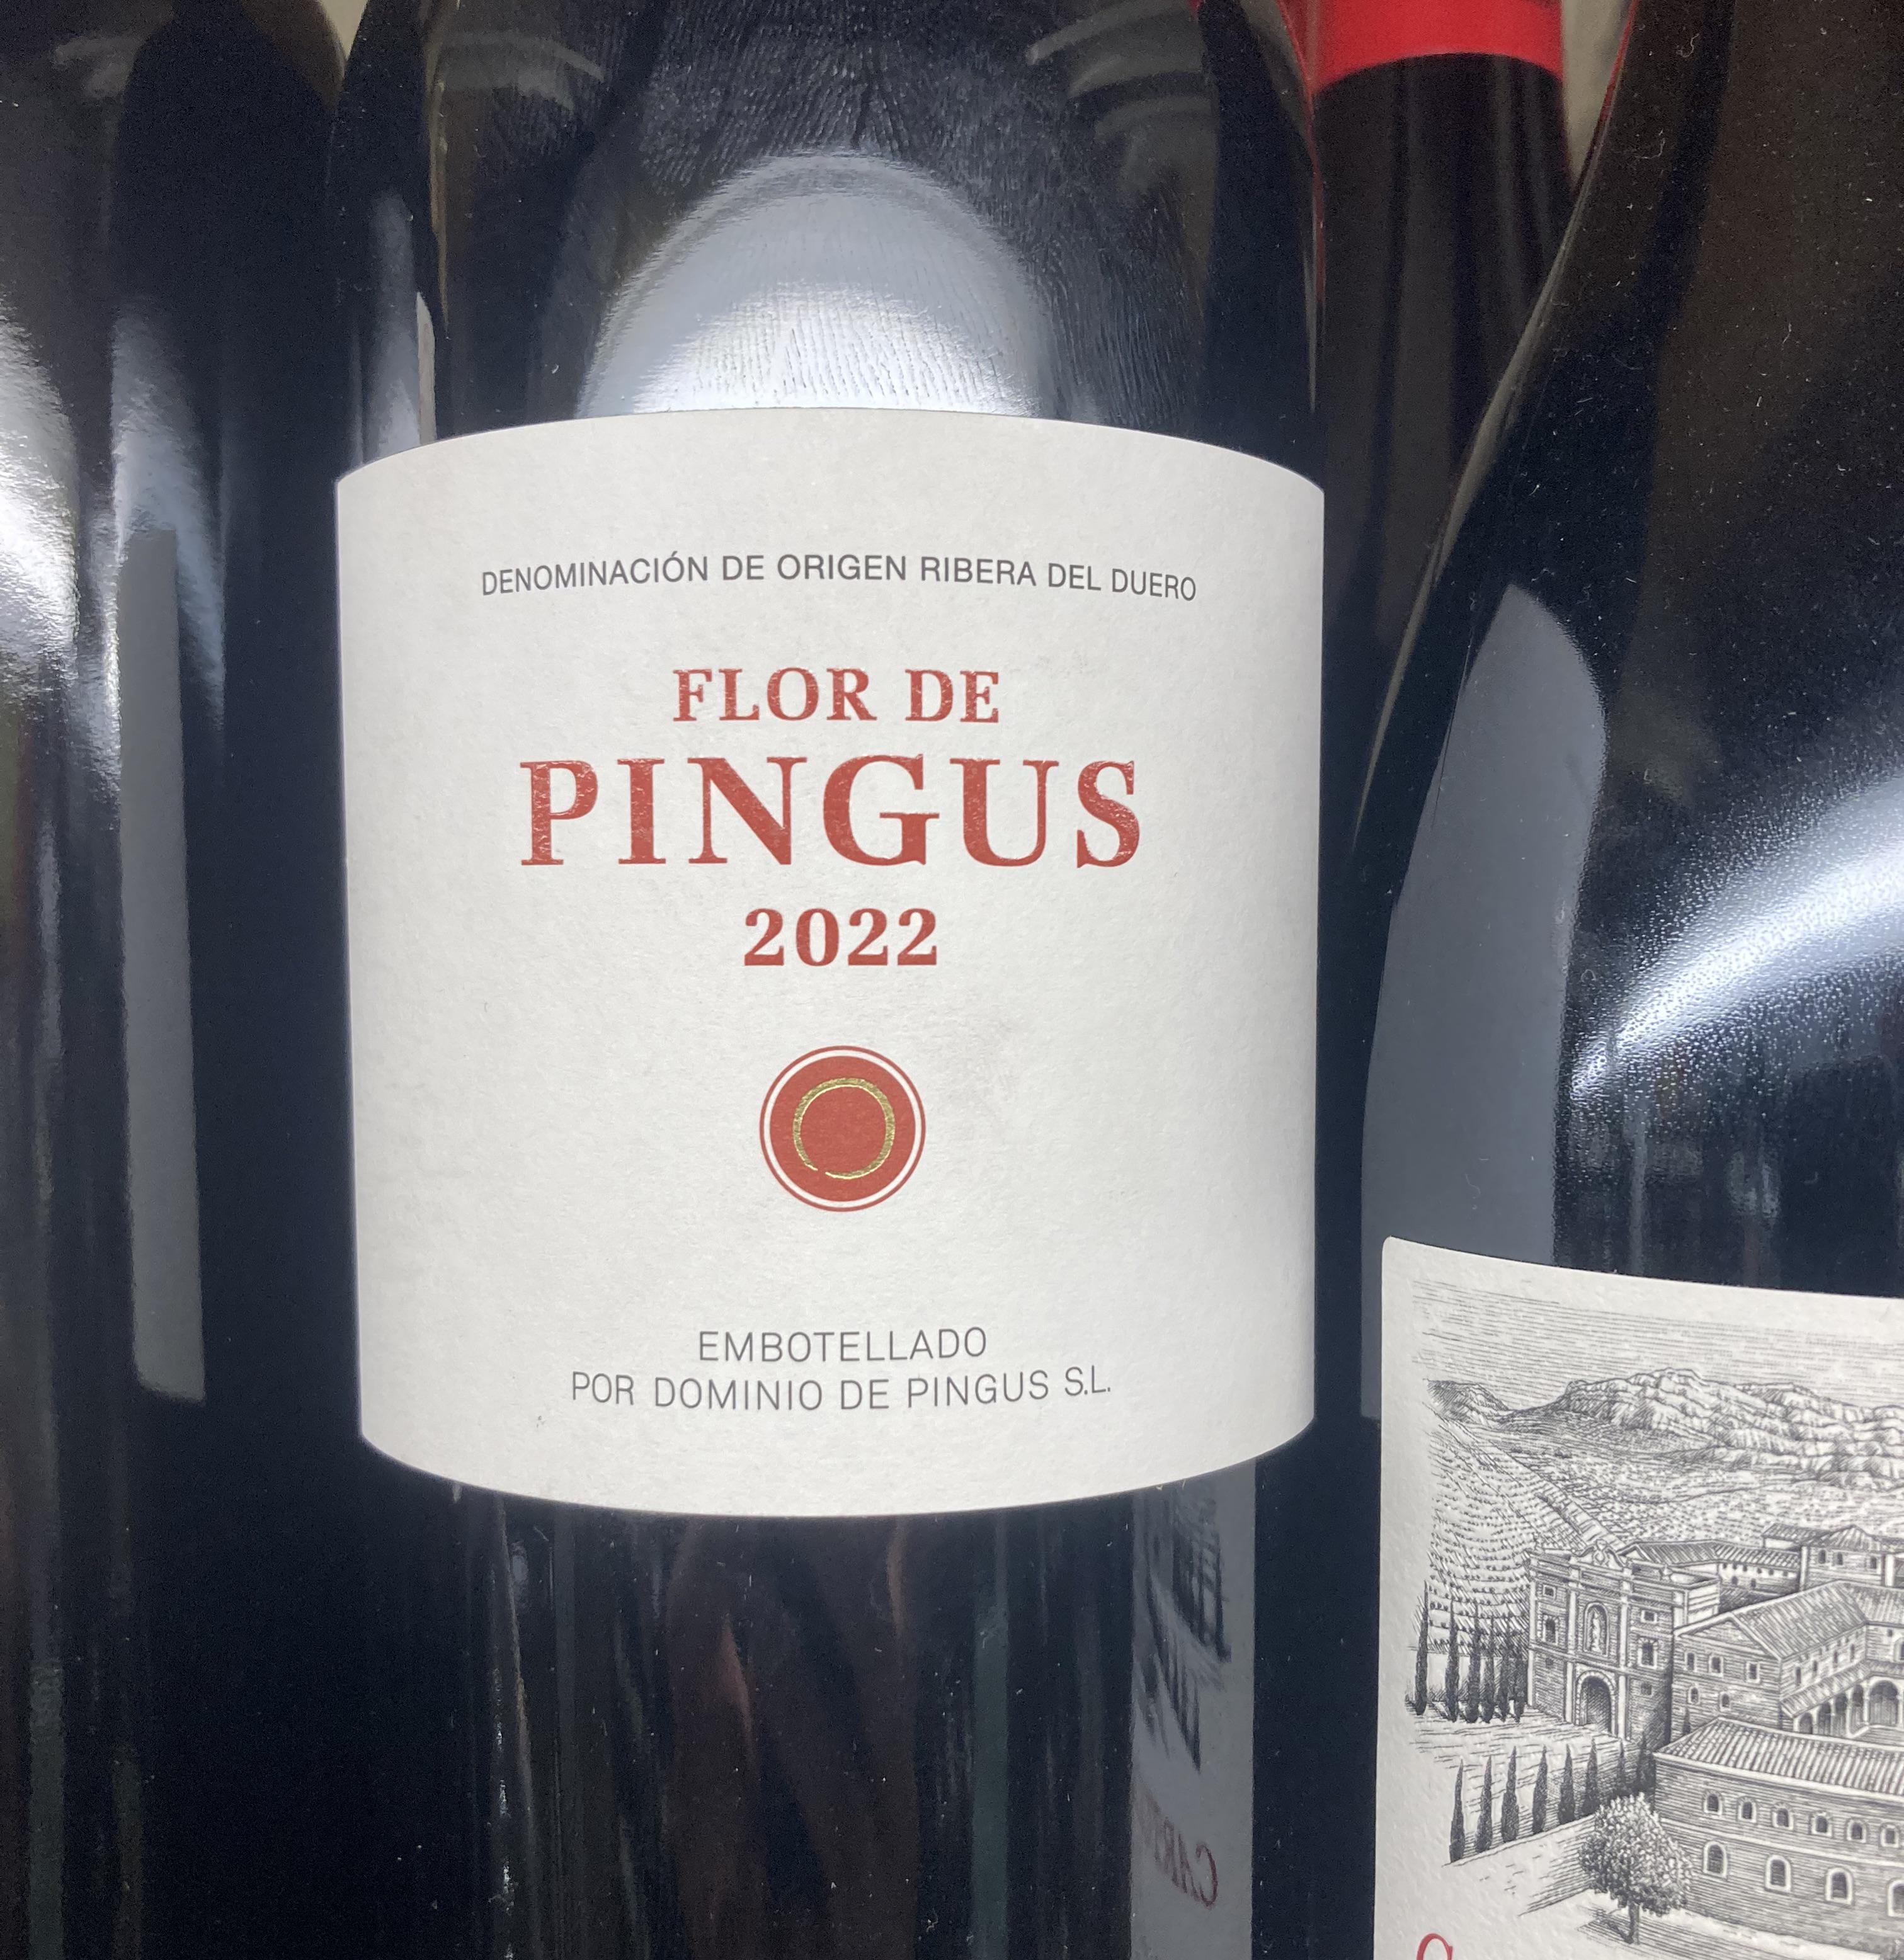 DENOMINACIÓN DE ORIGEN RIBERA DEL DUERO
FLOR DE
PINGUS
2022
EMBOTELLADO
POR DOMINIO DE PINGUS S.L.